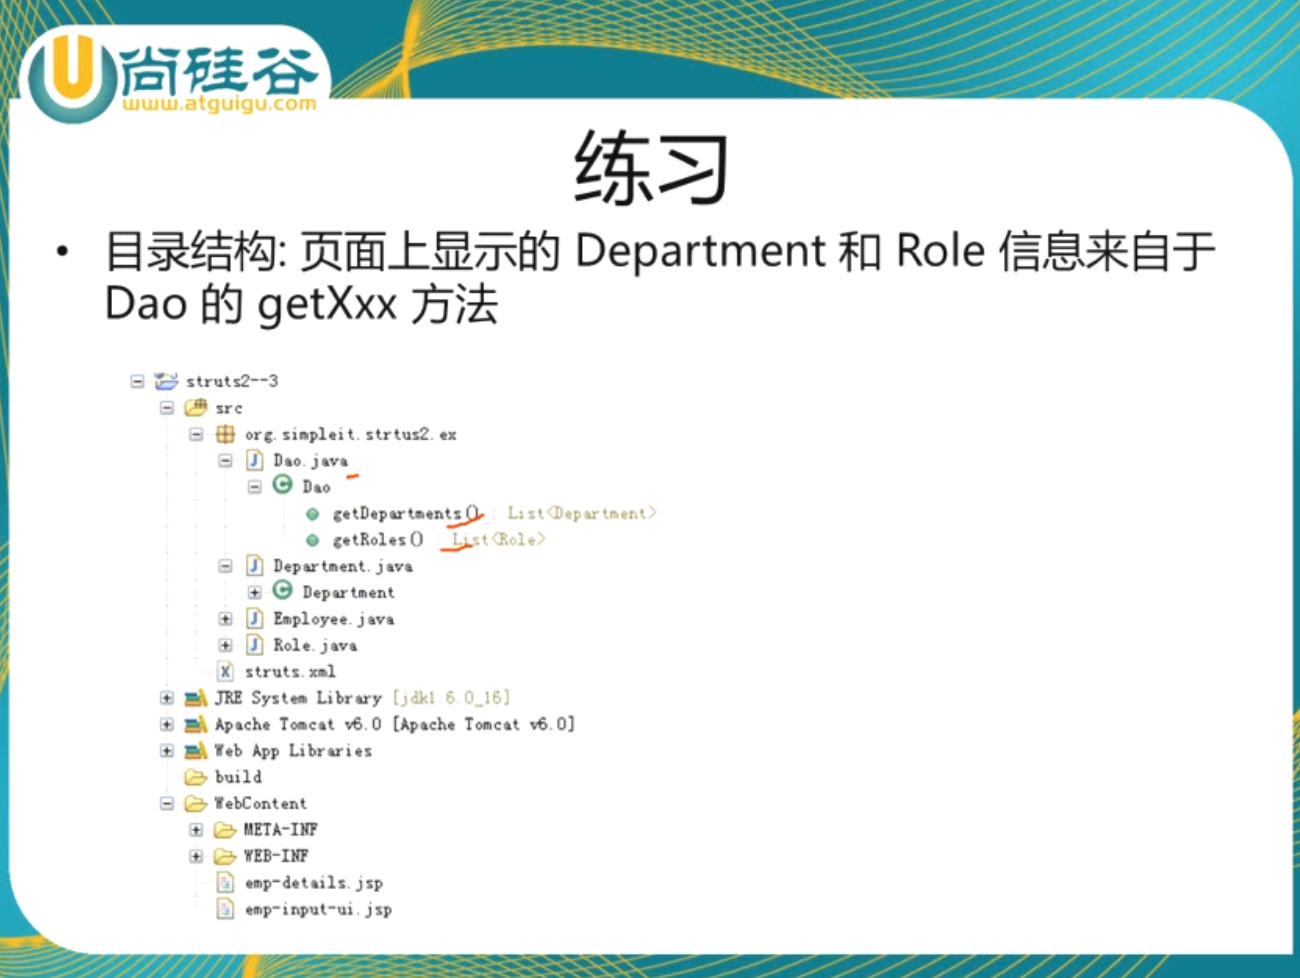 尚硅谷
www.atguigu.com
练习
• 目录结构: 页面上显示的 Department 和 Role 信息来自于
Dao 的 getXxx 方法
struts2--3
src
org.simpleit.strtus2.ex
Dao.java
Dao
getDepartments() : List<Department>
getRoles() : List<Role>
Department.java
Department
Employee.java
Role.java
struts.xml
JRE System Library [jdk1.6.0_16]
Apache Tomcat v6.0 [Apache Tomcat v6.0]
Web App Libraries
build
WebContent
META-INF
WEB-INF
emp-details.jsp
emp-input-ui.jsp